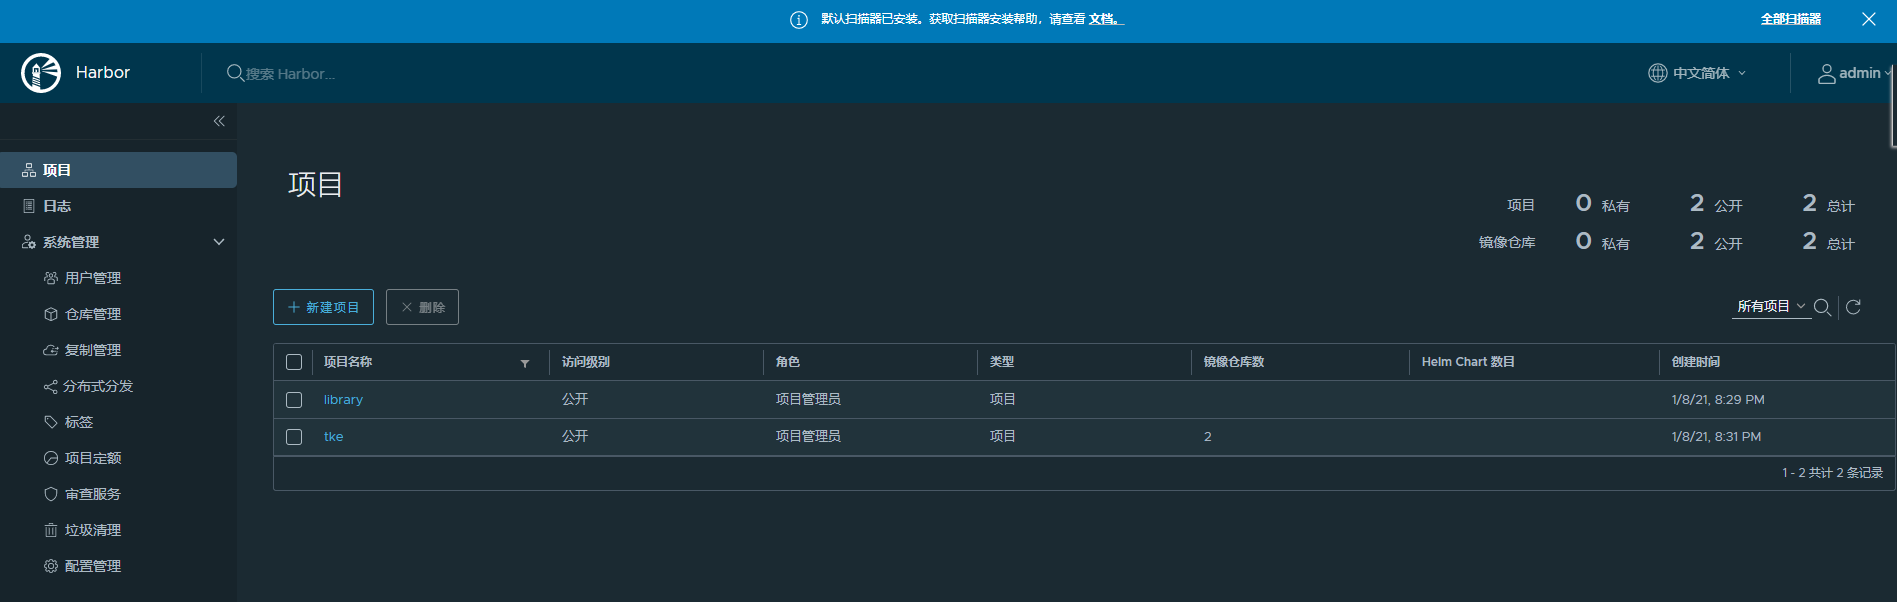 默认扫描器已安装。获取扫描器安装帮助，请查看 文档。 全部扫描器
Harbor
搜索 Harbor...
中文简体
admin
项目
日志
系统管理
用户管理
仓库管理
复制管理
分布式分发
标签
项目定额
审查服务
垃圾清理
配置管理
项目
项目 0 私有 2 公开 2 总计
镜像仓库 0 私有 2 公开 2 总计
新建项目 删除
所有项目
项目名称 访问级别 角色 类型 镜像仓库数 Helm Chart 数目 创建时间
library 公开 项目管理员 项目 1/8/21, 8:29 PM
tke 公开 项目管理员 项目 2 1/8/21, 8:31 PM
1 - 2 共计 2 条记录